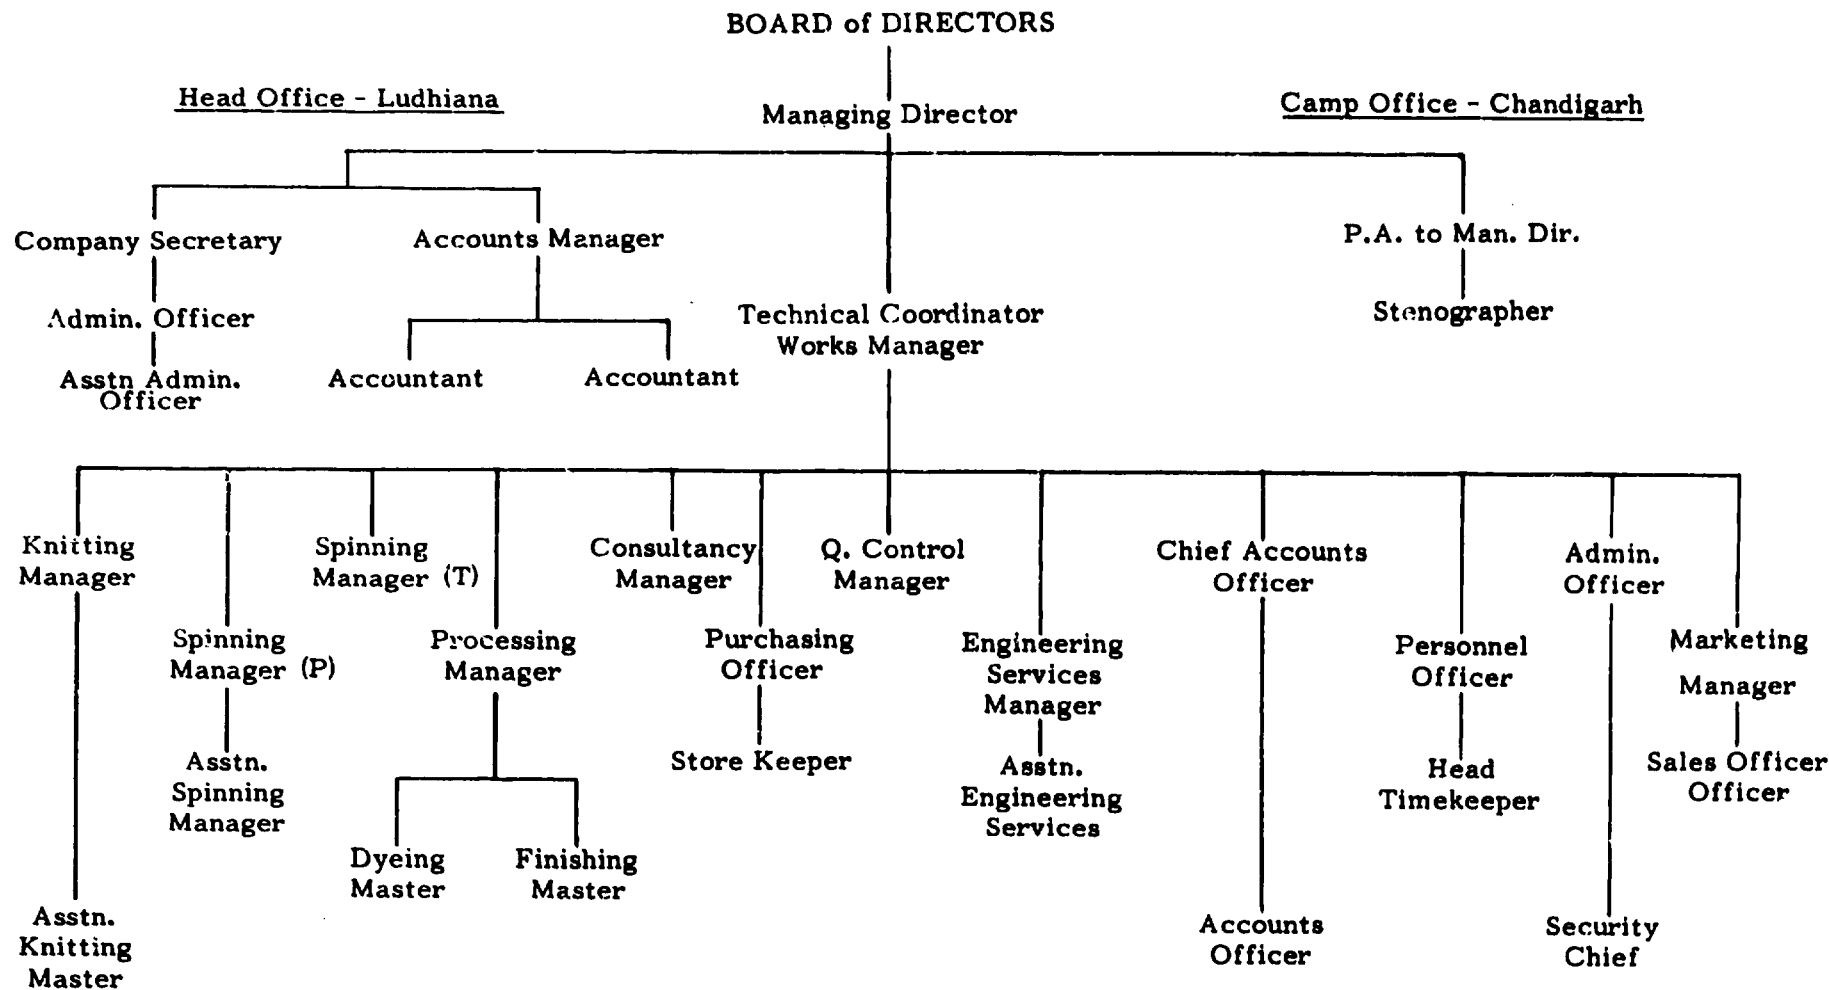 BOARD of DIRECTORS
Head Office - Ludhiana
Managing Director
Camp Office - Chandigarh
Company Secretary
Accounts Manager
P.A. to Man. Dir.
Admin. Officer
Technical Coordinator
Works Manager
Stenographer
Asstn Admin.
Officer
Accountant
Accountant
Knitting
Manager
Spinning
Manager (T)
Consultancy
Manager
Q. Control
Manager
Chief Accounts
Officer
Admin.
Officer
Spinning
Manager (P)
Processing
Manager
Purchasing
Officer
Engineering
Services
Manager
Personnel
Officer
Marketing
Manager
Asstn.
Spinning
Manager
Store Keeper
Asstn.
Engineering
Services
Head
Timekeeper
Sales Officer
Officer
Dyeing
Master
Finishing
Master
Asstn.
Knitting
Master
Accounts
Officer
Security
Chief